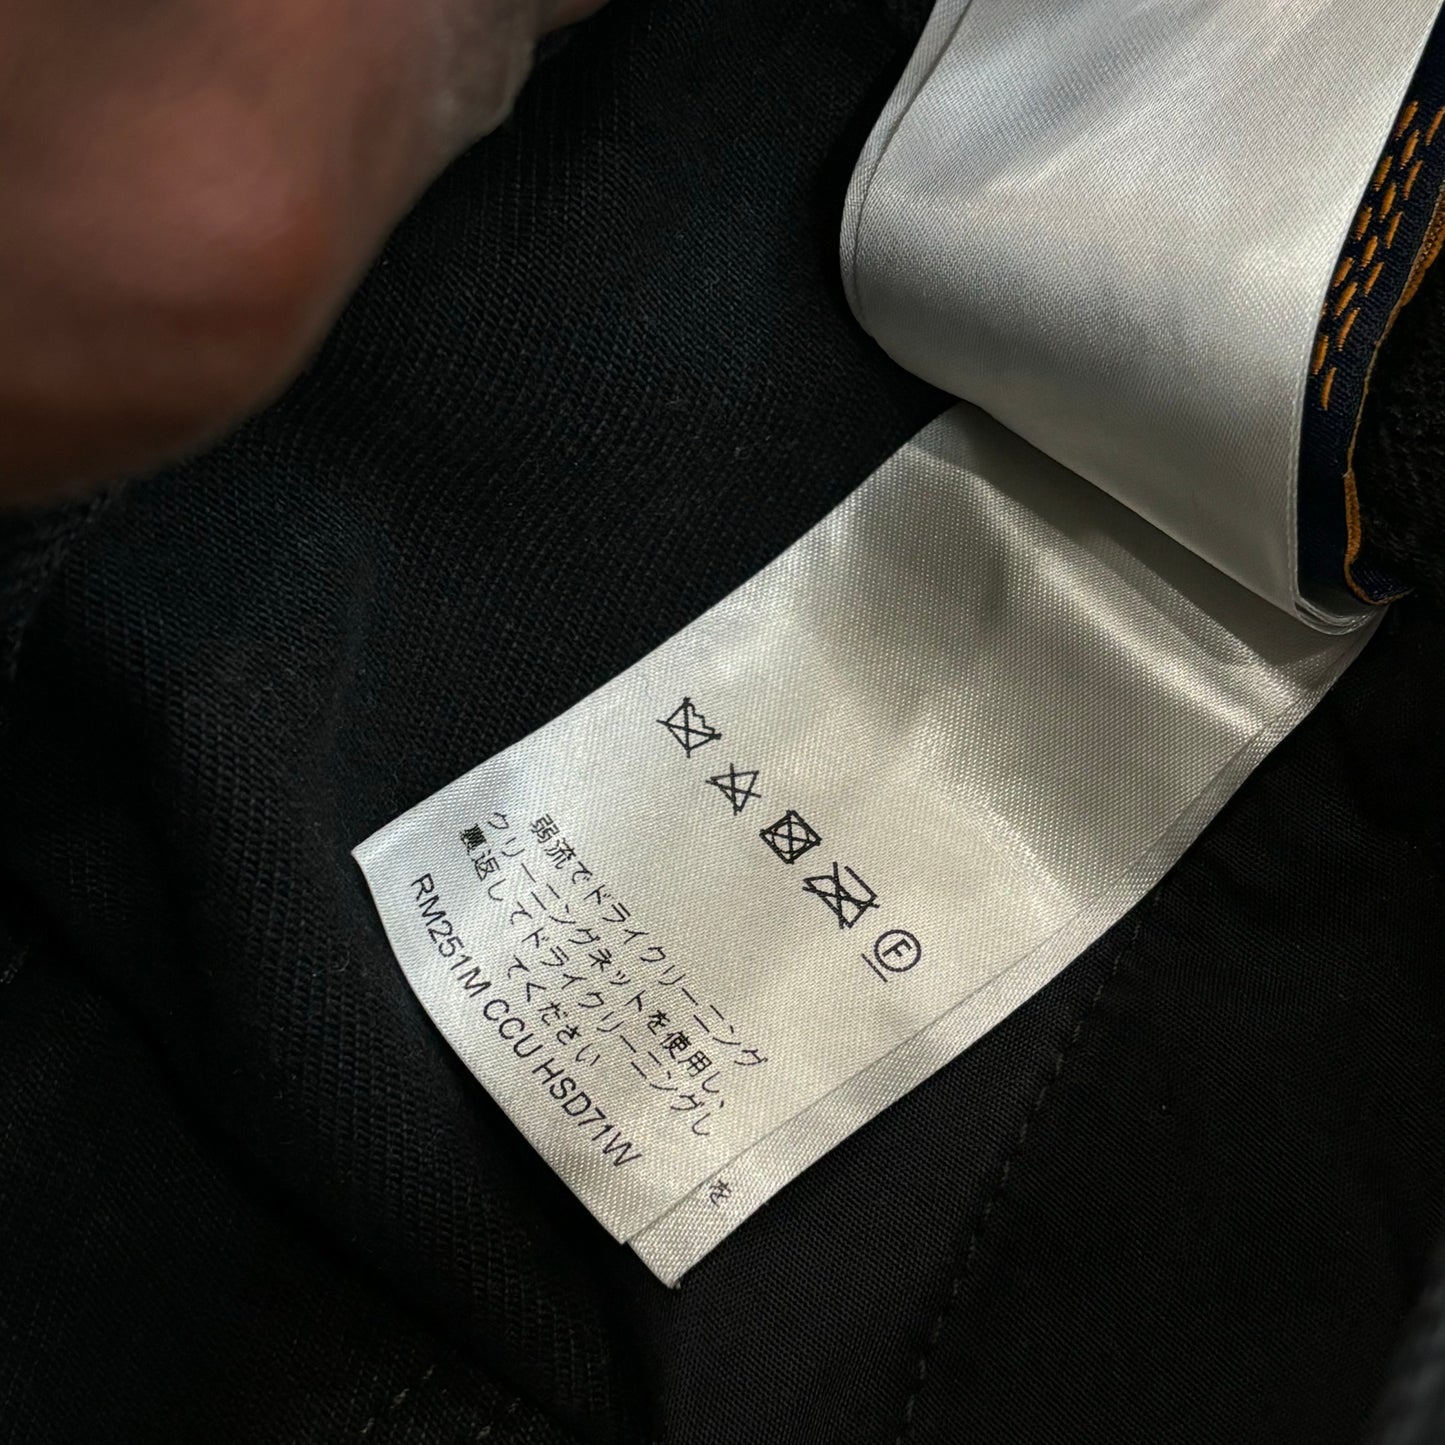 F
弱流でドライクリーニング
クリーニングネットを使用し、
裏返してドライクリーニングし
てください
RM251M CCU HSD71W
を